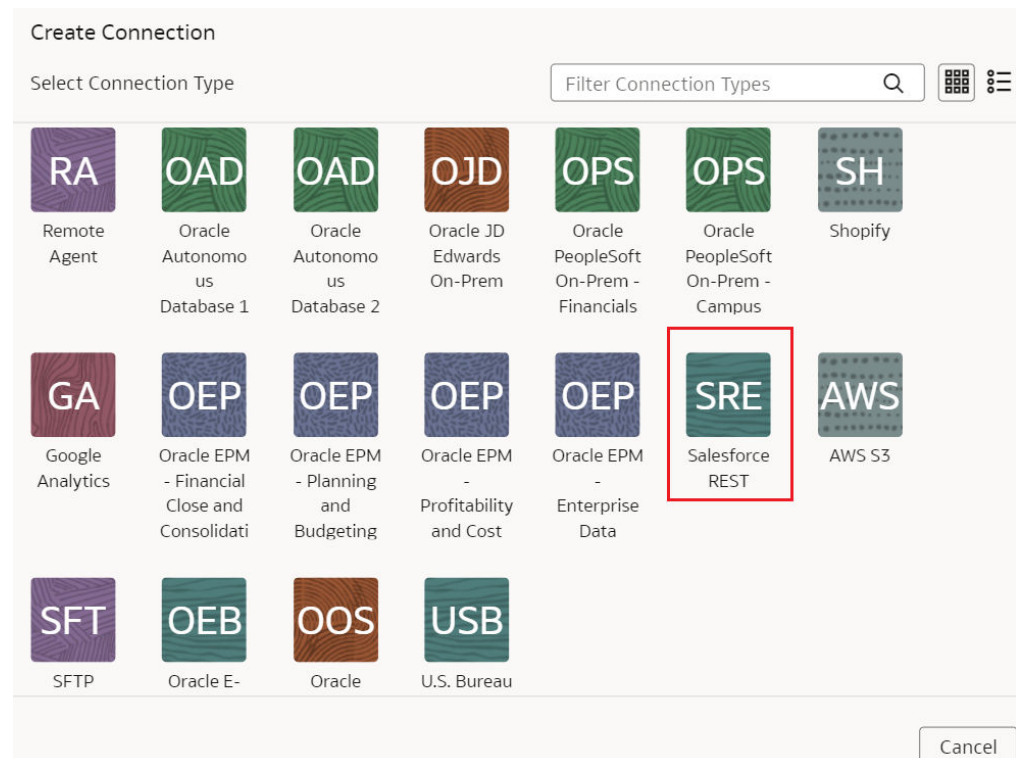 Create Connection
Select Connection Type
Filter Connection Types
RA
OAD
OAD
OJD
OPS
OPS
SH
Remote
Agent
Oracle
Autonomo
us
Database 1
Oracle
Autonomo
us
Database 2
Oracle JD
Edwards
On-Prem
Oracle
PeopleSoft
On-Prem -
Financials
Oracle
PeopleSoft
On-Prem -
Campus
Shopify
GA
OEP
OEP
OEP
OEP
SRE
AWS
Google
Analytics
Oracle EPM
- Financial
Close and
Consolidati
Oracle EPM
- Planning
and
Budgeting
Oracle EPM
-
Profitability
and Cost
Oracle EPM
-
Enterprise
Data
Salesforce
REST
AWS S3
SFT
OEB
OOS
USB
SFTP
Oracle E-
Oracle
U.S. Bureau
Cancel